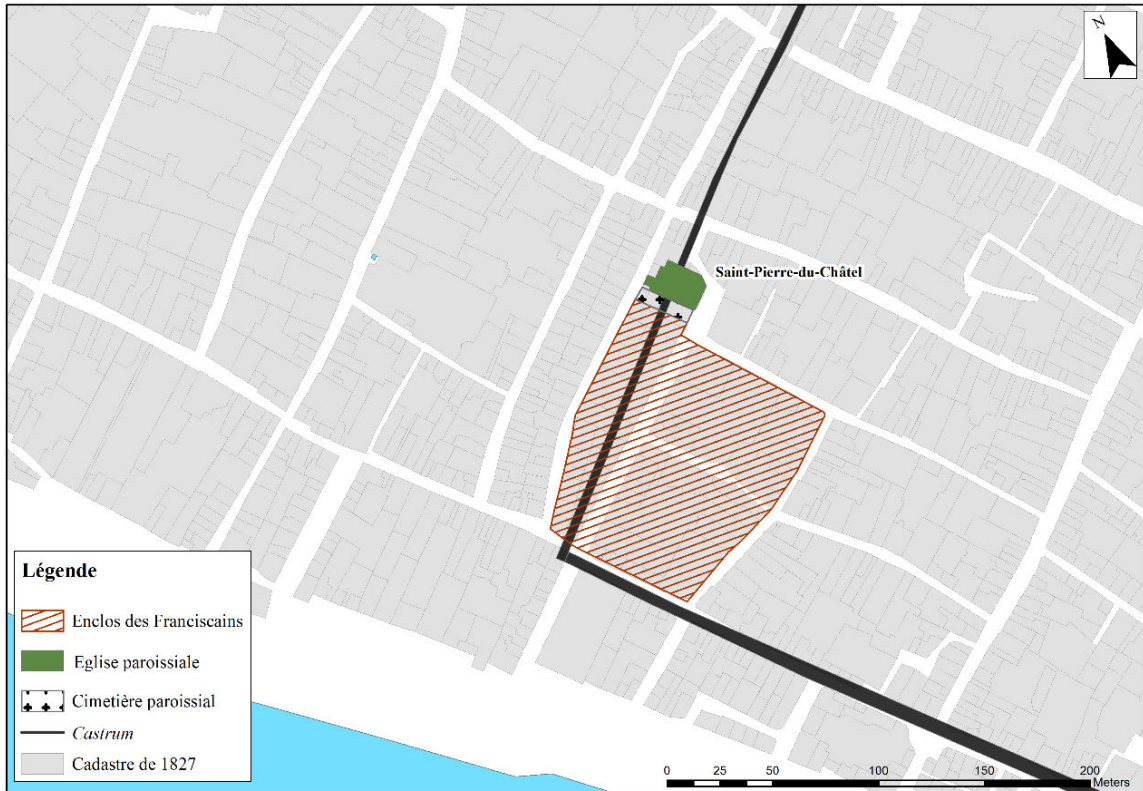 N
Saint-Pierre-du-Châtel
Légende
Enclos des Franciscains
Eglise paroissiale
Cimetière paroissial
Castrum
Cadastre de 1827
0 25 50 100 150 200
Meters